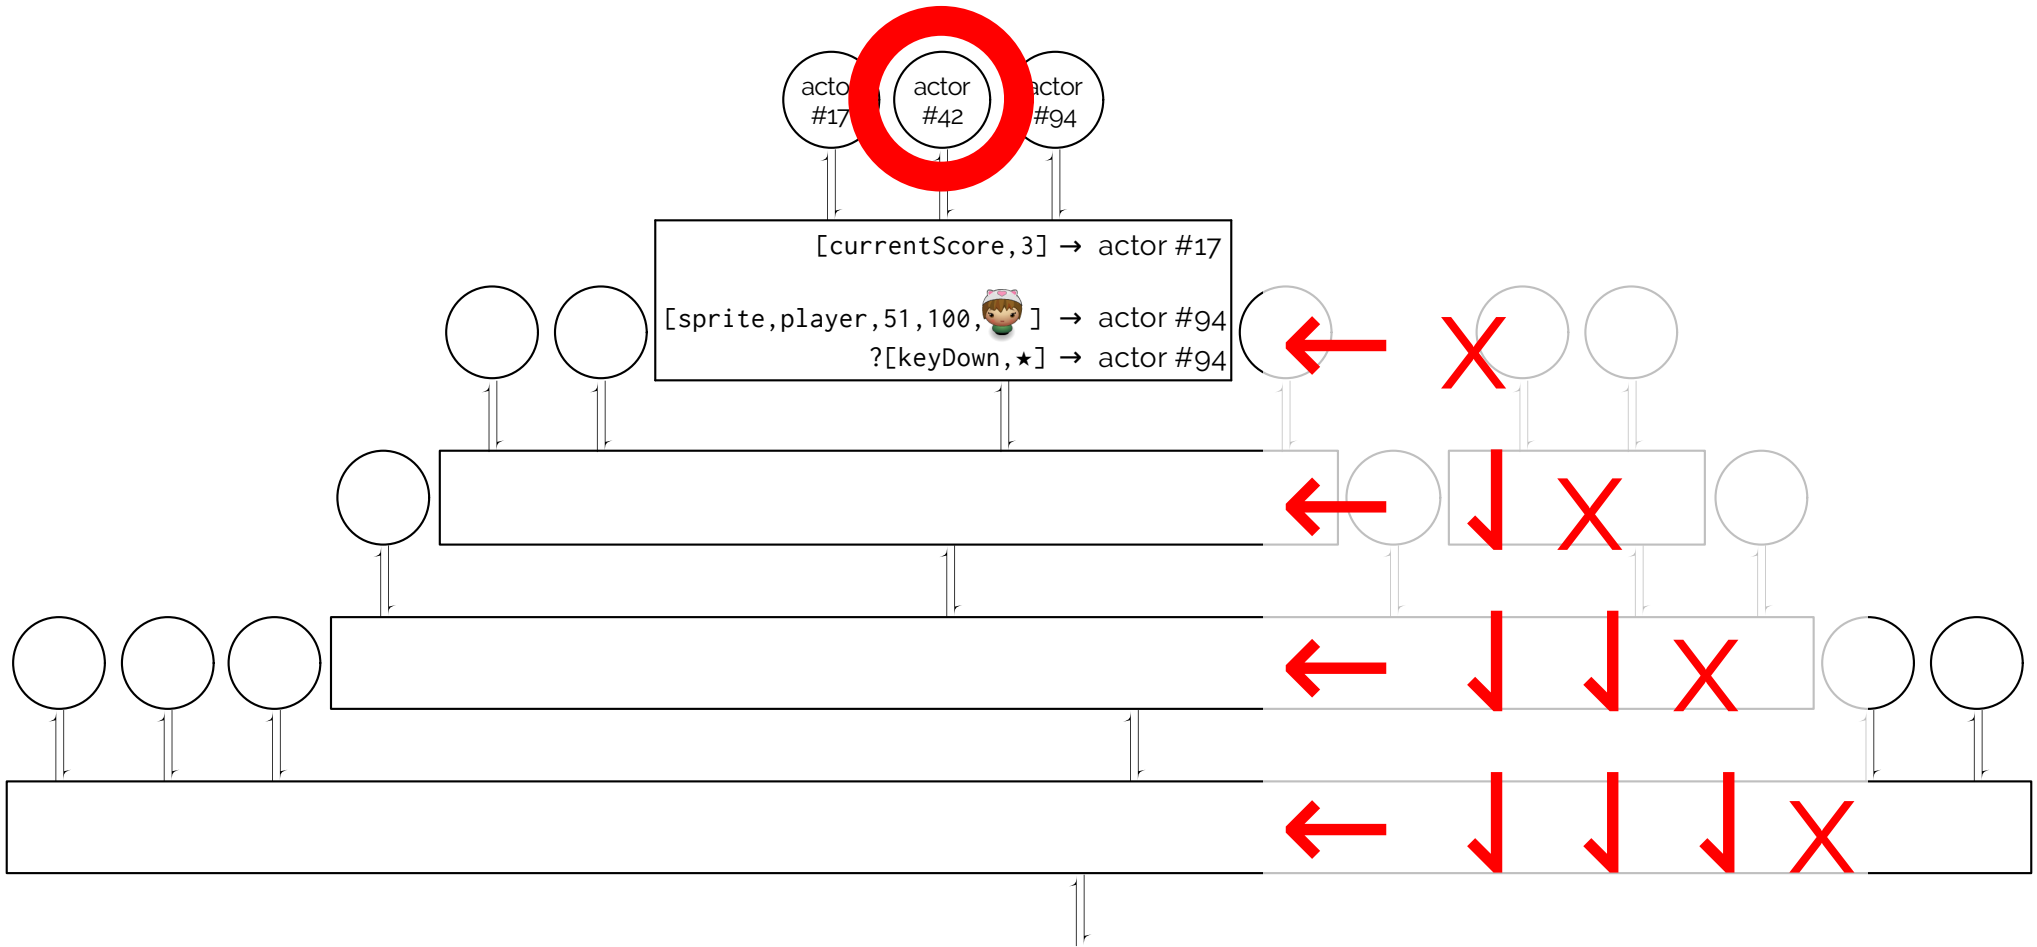 acto
#17
actor
#42
actor
#94
[currentScore,3] → actor #17
[sprite,player,51,100, ] → actor #94
?[keyDown,★] → actor #94
← X
← ⇃ X
← ⇃ ⇃ X
← ⇃ ⇃ ⇃ X